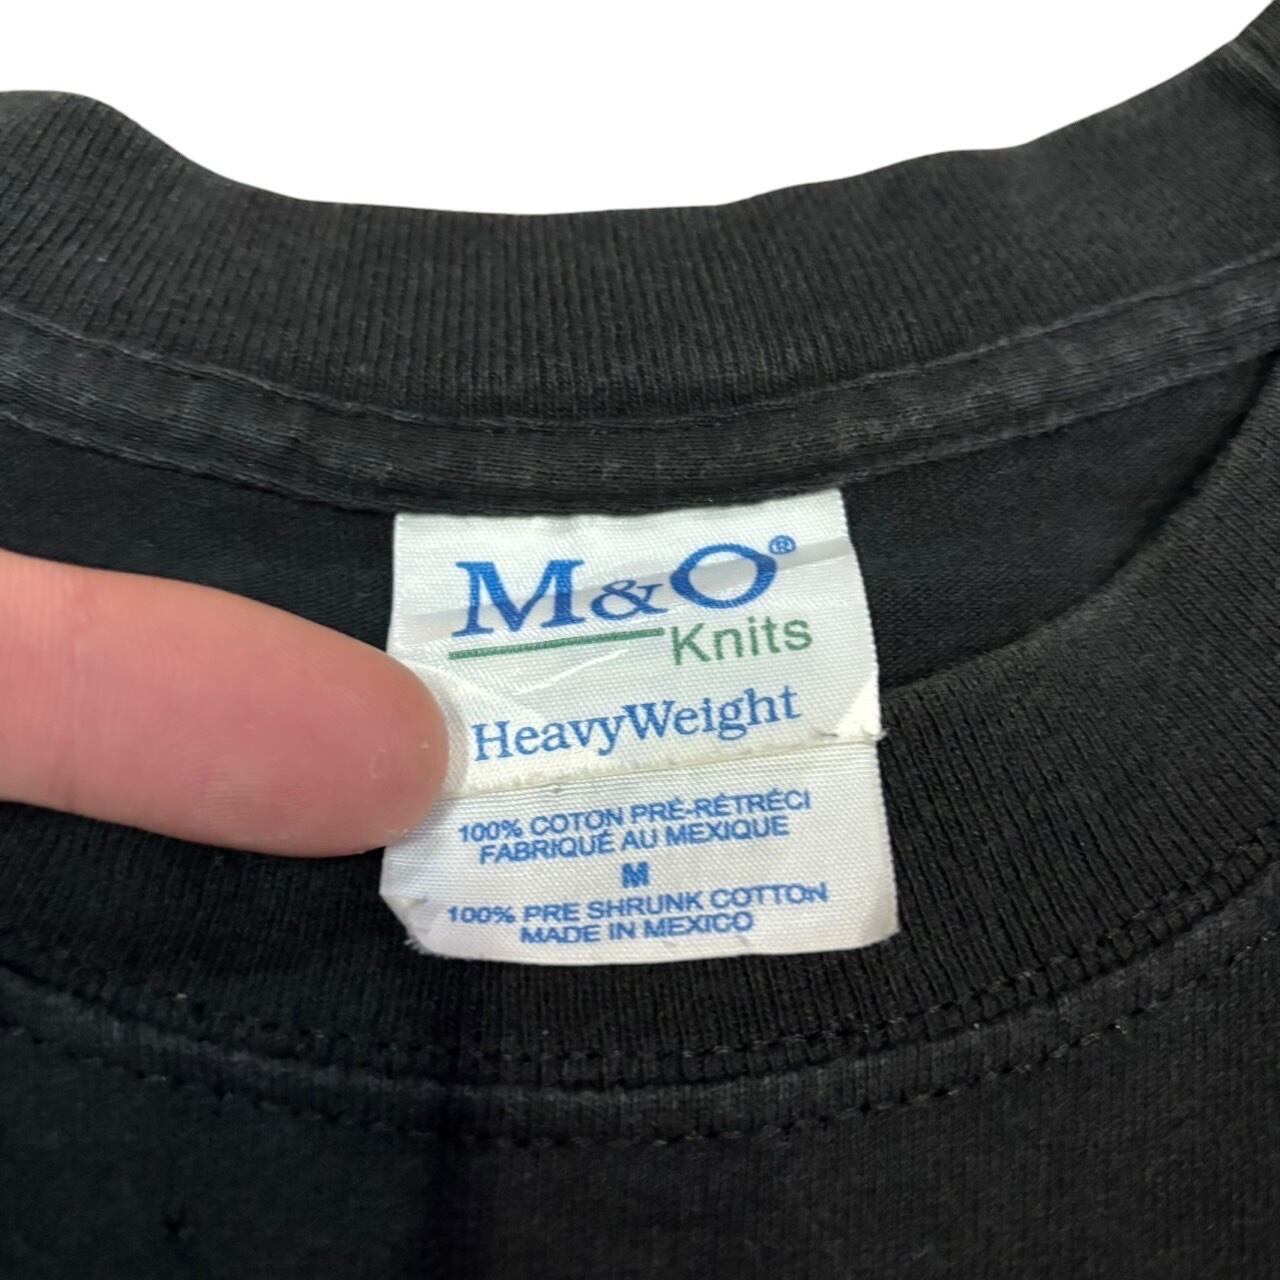 M&O®
Knits
HeavyWeight
100% COTON PRÉ-RÉTRÉCI
FABRIQUÉ AU MEXIQUE
M
100% PRE SHRUNK COTTON
MADE IN MEXICO